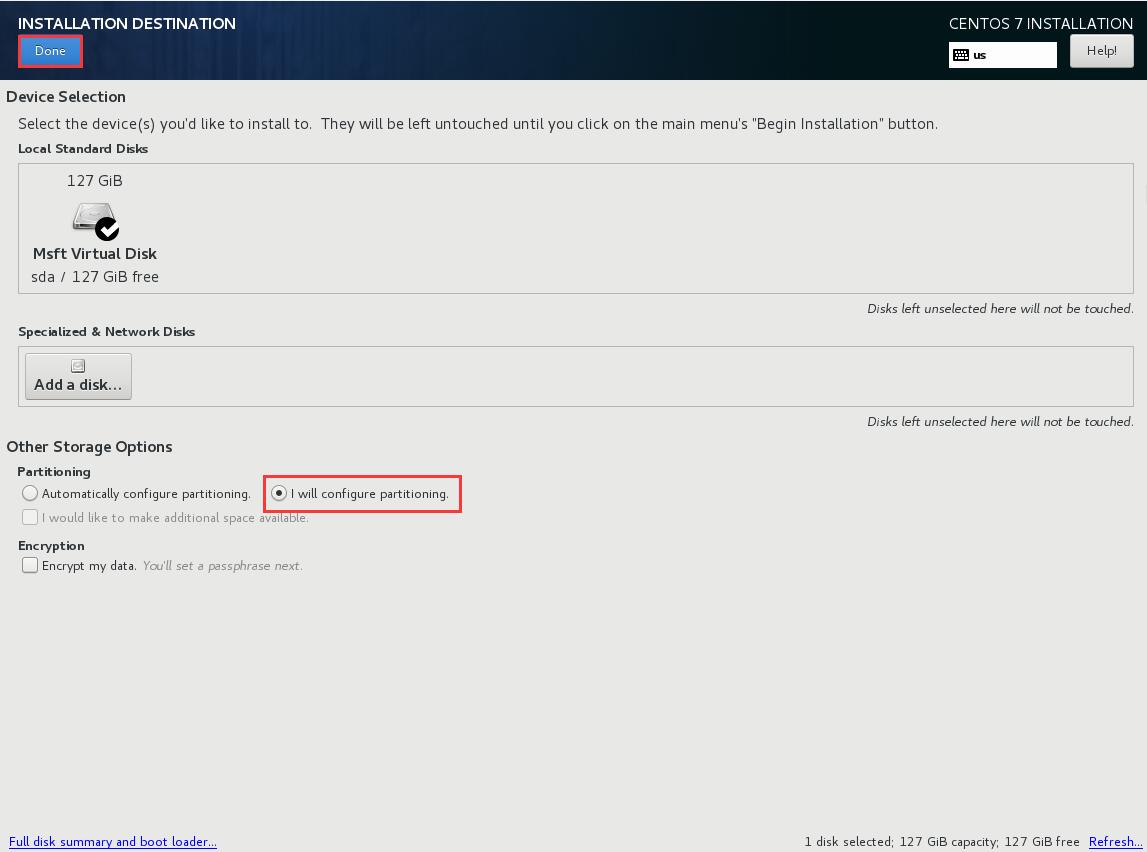 INSTALLATION DESTINATION
CENTOS 7 INSTALLATION
Done
us
Help!
Device Selection
Select the device(s) you'd like to install to.  They will be left untouched until you click on the main menu's "Begin Installation" button.
Local Standard Disks
127 GiB
Msft Virtual Disk
sda / 127 GiB free
Disks left unselected here will not be touched.
Specialized & Network Disks
Add a disk...
Disks left unselected here will not be touched.
Other Storage Options
Partitioning
Automatically configure partitioning. I will configure partitioning.
I would like to make additional space available.
Encryption
Encrypt my data. You'll set a passphrase next.
Full disk summary and boot loader... 1 disk selected; 127 GiB capacity; 127 GiB free Refresh...